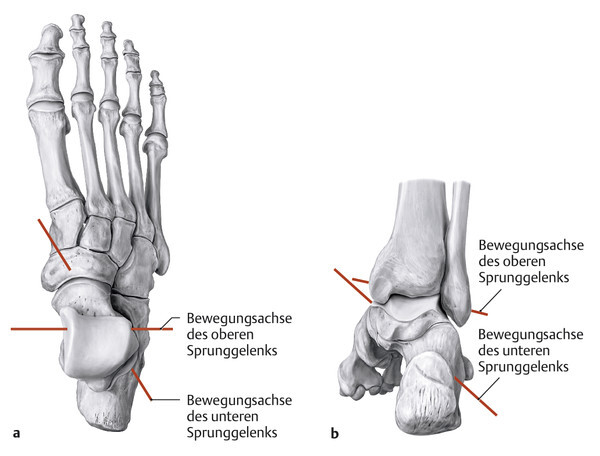 Bewegungsachse
des oberen
Sprunggelenks
Bewegungsachse
des unteren
Sprunggelenks
a
Bewegungsachse
des oberen
Sprunggelenks
Bewegungsachse
des unteren
Sprunggelenks
b